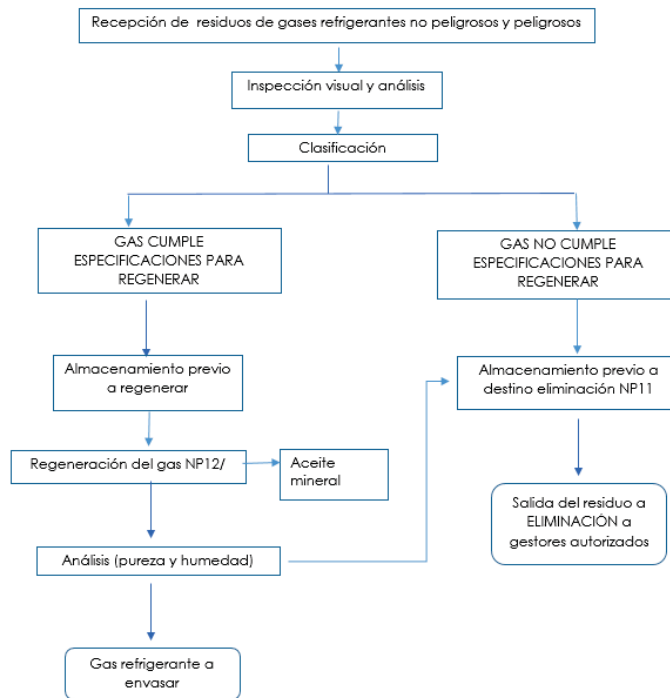 Recepción de residuos de gases refrigerantes no peligrosos y peligrosos
Inspección visual y análisis
Clasificación
GAS CUMPLE
ESPECIFICACIONES PARA
REGENERAR
GAS NO CUMPLE
ESPECIFICACIONES PARA
REGENERAR
Almacenamiento previo
a regenerar
Almacenamiento previo a
destino eliminación NP11
Regeneración del gas NP12/
Aceite
mineral
Salida del residuo a
ELIMINACIÓN a
gestores autorizados
Análisis (pureza y humedad)
Gas refrigerante a
envasar